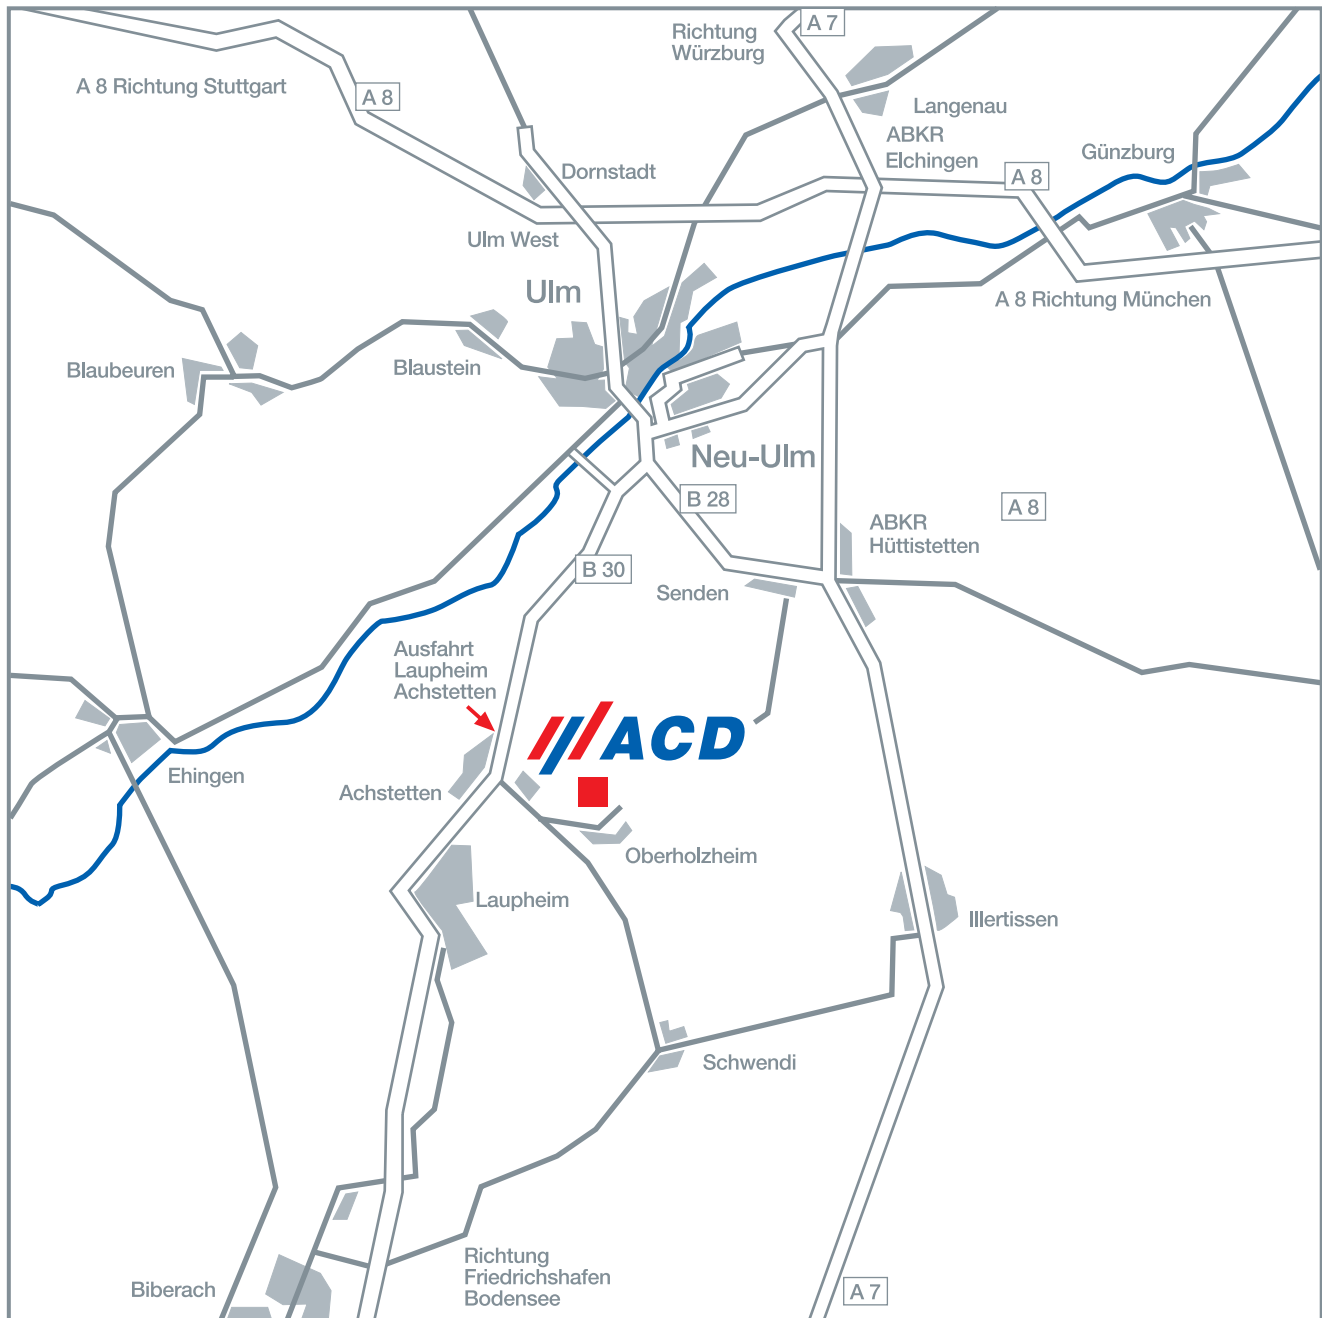 A 7
Richtung
Würzburg
A 8 Richtung Stuttgart
A 8
Langenau
ABKR
Elchingen
Günzburg
Dornstadt
A 8
Ulm West
Ulm
A 8 Richtung München
Blaubeuren
Blaustein
Neu-Ulm
B 28
A 8
ABKR
Hüttistetten
B 30
Senden
Ausfahrt
Laupheim
Achstetten
ACD
Ehingen
Achstetten
Oberholzheim
Laupheim
Illertissen
Schwendi
Richtung
Friedrichshafen
Bodensee
Biberach
A 7